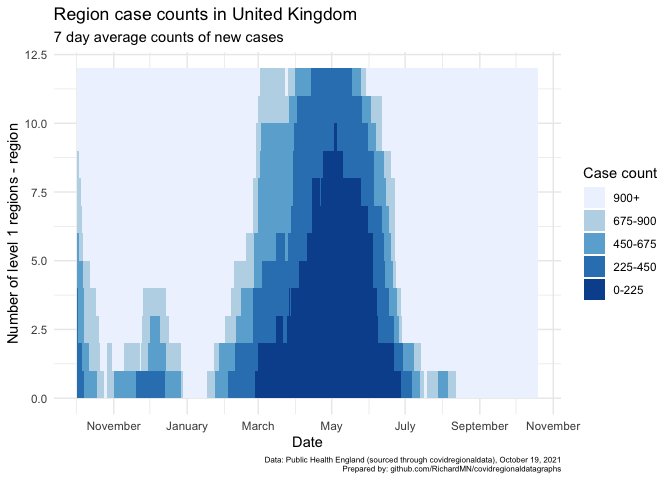 Region case counts in United Kingdom
7 day average counts of new cases
Number of level 1 regions - region
12.5
10.0
7.5
5.0
2.5
0.0
November January March May July September November
Date
Case count
900+
675-900
450-675
225-450
0-225
Data: Public Health England (sourced through covidregionaldata), October 19, 2021
Prepared by: github.com/RichardMN/covidregionaldatagraphs